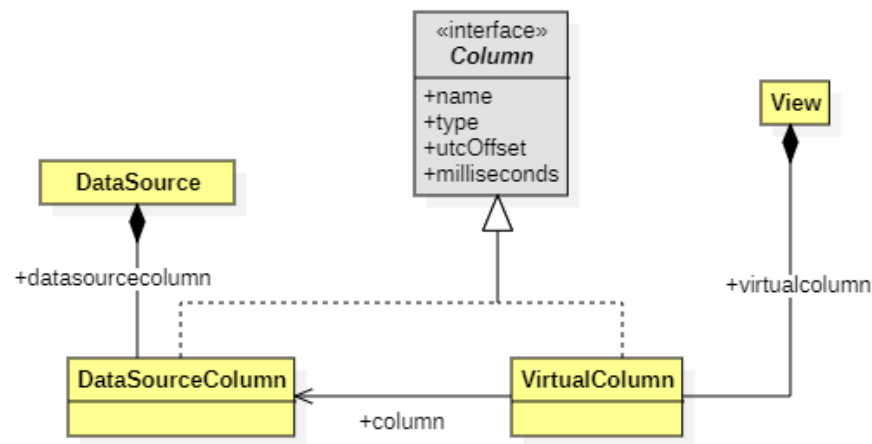 «interface»
Column
+name
+type
+utcOffset
+milliseconds
View
DataSource
+datasourcecolumn
+virtualcolumn
DataSourceColumn
VirtualColumn
+column